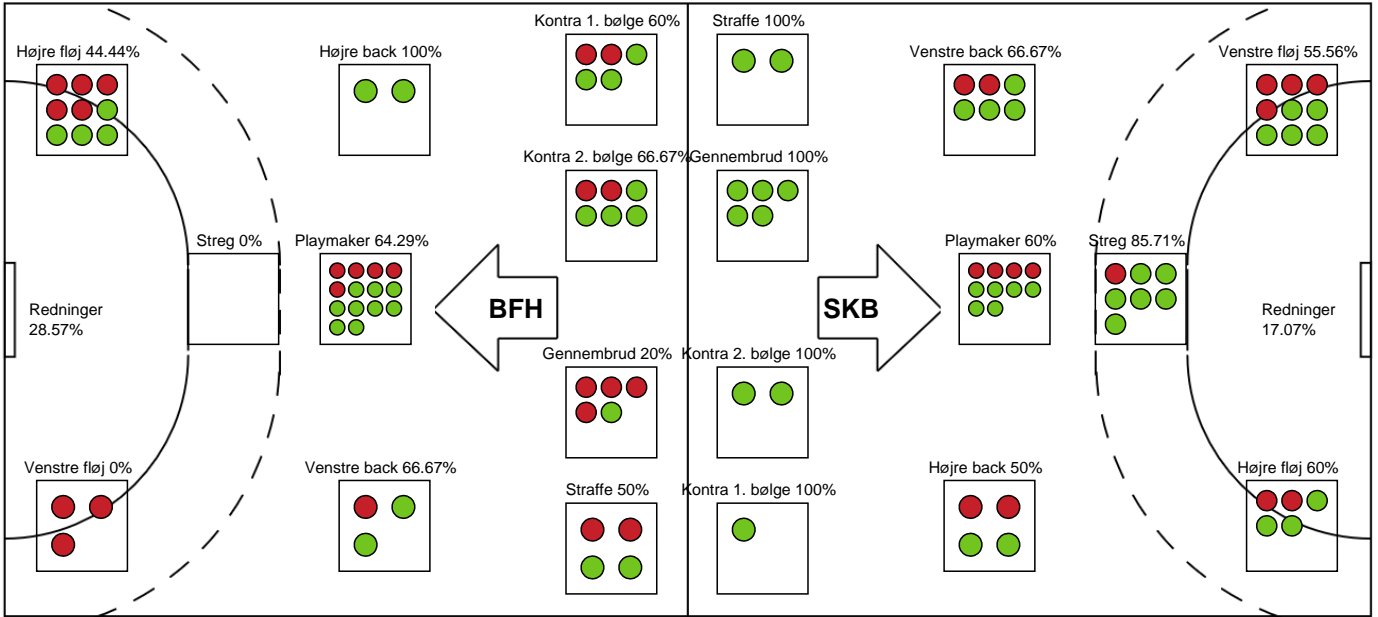 Kontra 1. bølge 60%
Straffe 100%
Højre fløj 44.44%
Højre back 100%
Venstre back 66.67%
Venstre fløj 55.56%
Kontra 2. bølge 66.67%
Gennembrud 100%
Streg 0%
Playmaker 64.29%
Playmaker 60%
Streg 85.71%
Redninger
28.57%
BFH
SKB
Redninger
17.07%
Gennembrud 20%
Kontra 2. bølge 100%
Venstre fløj 0%
Venstre back 66.67%
Højre back 50%
Højre fløj 60%
Straffe 50%
Kontra 1. bølge 100%